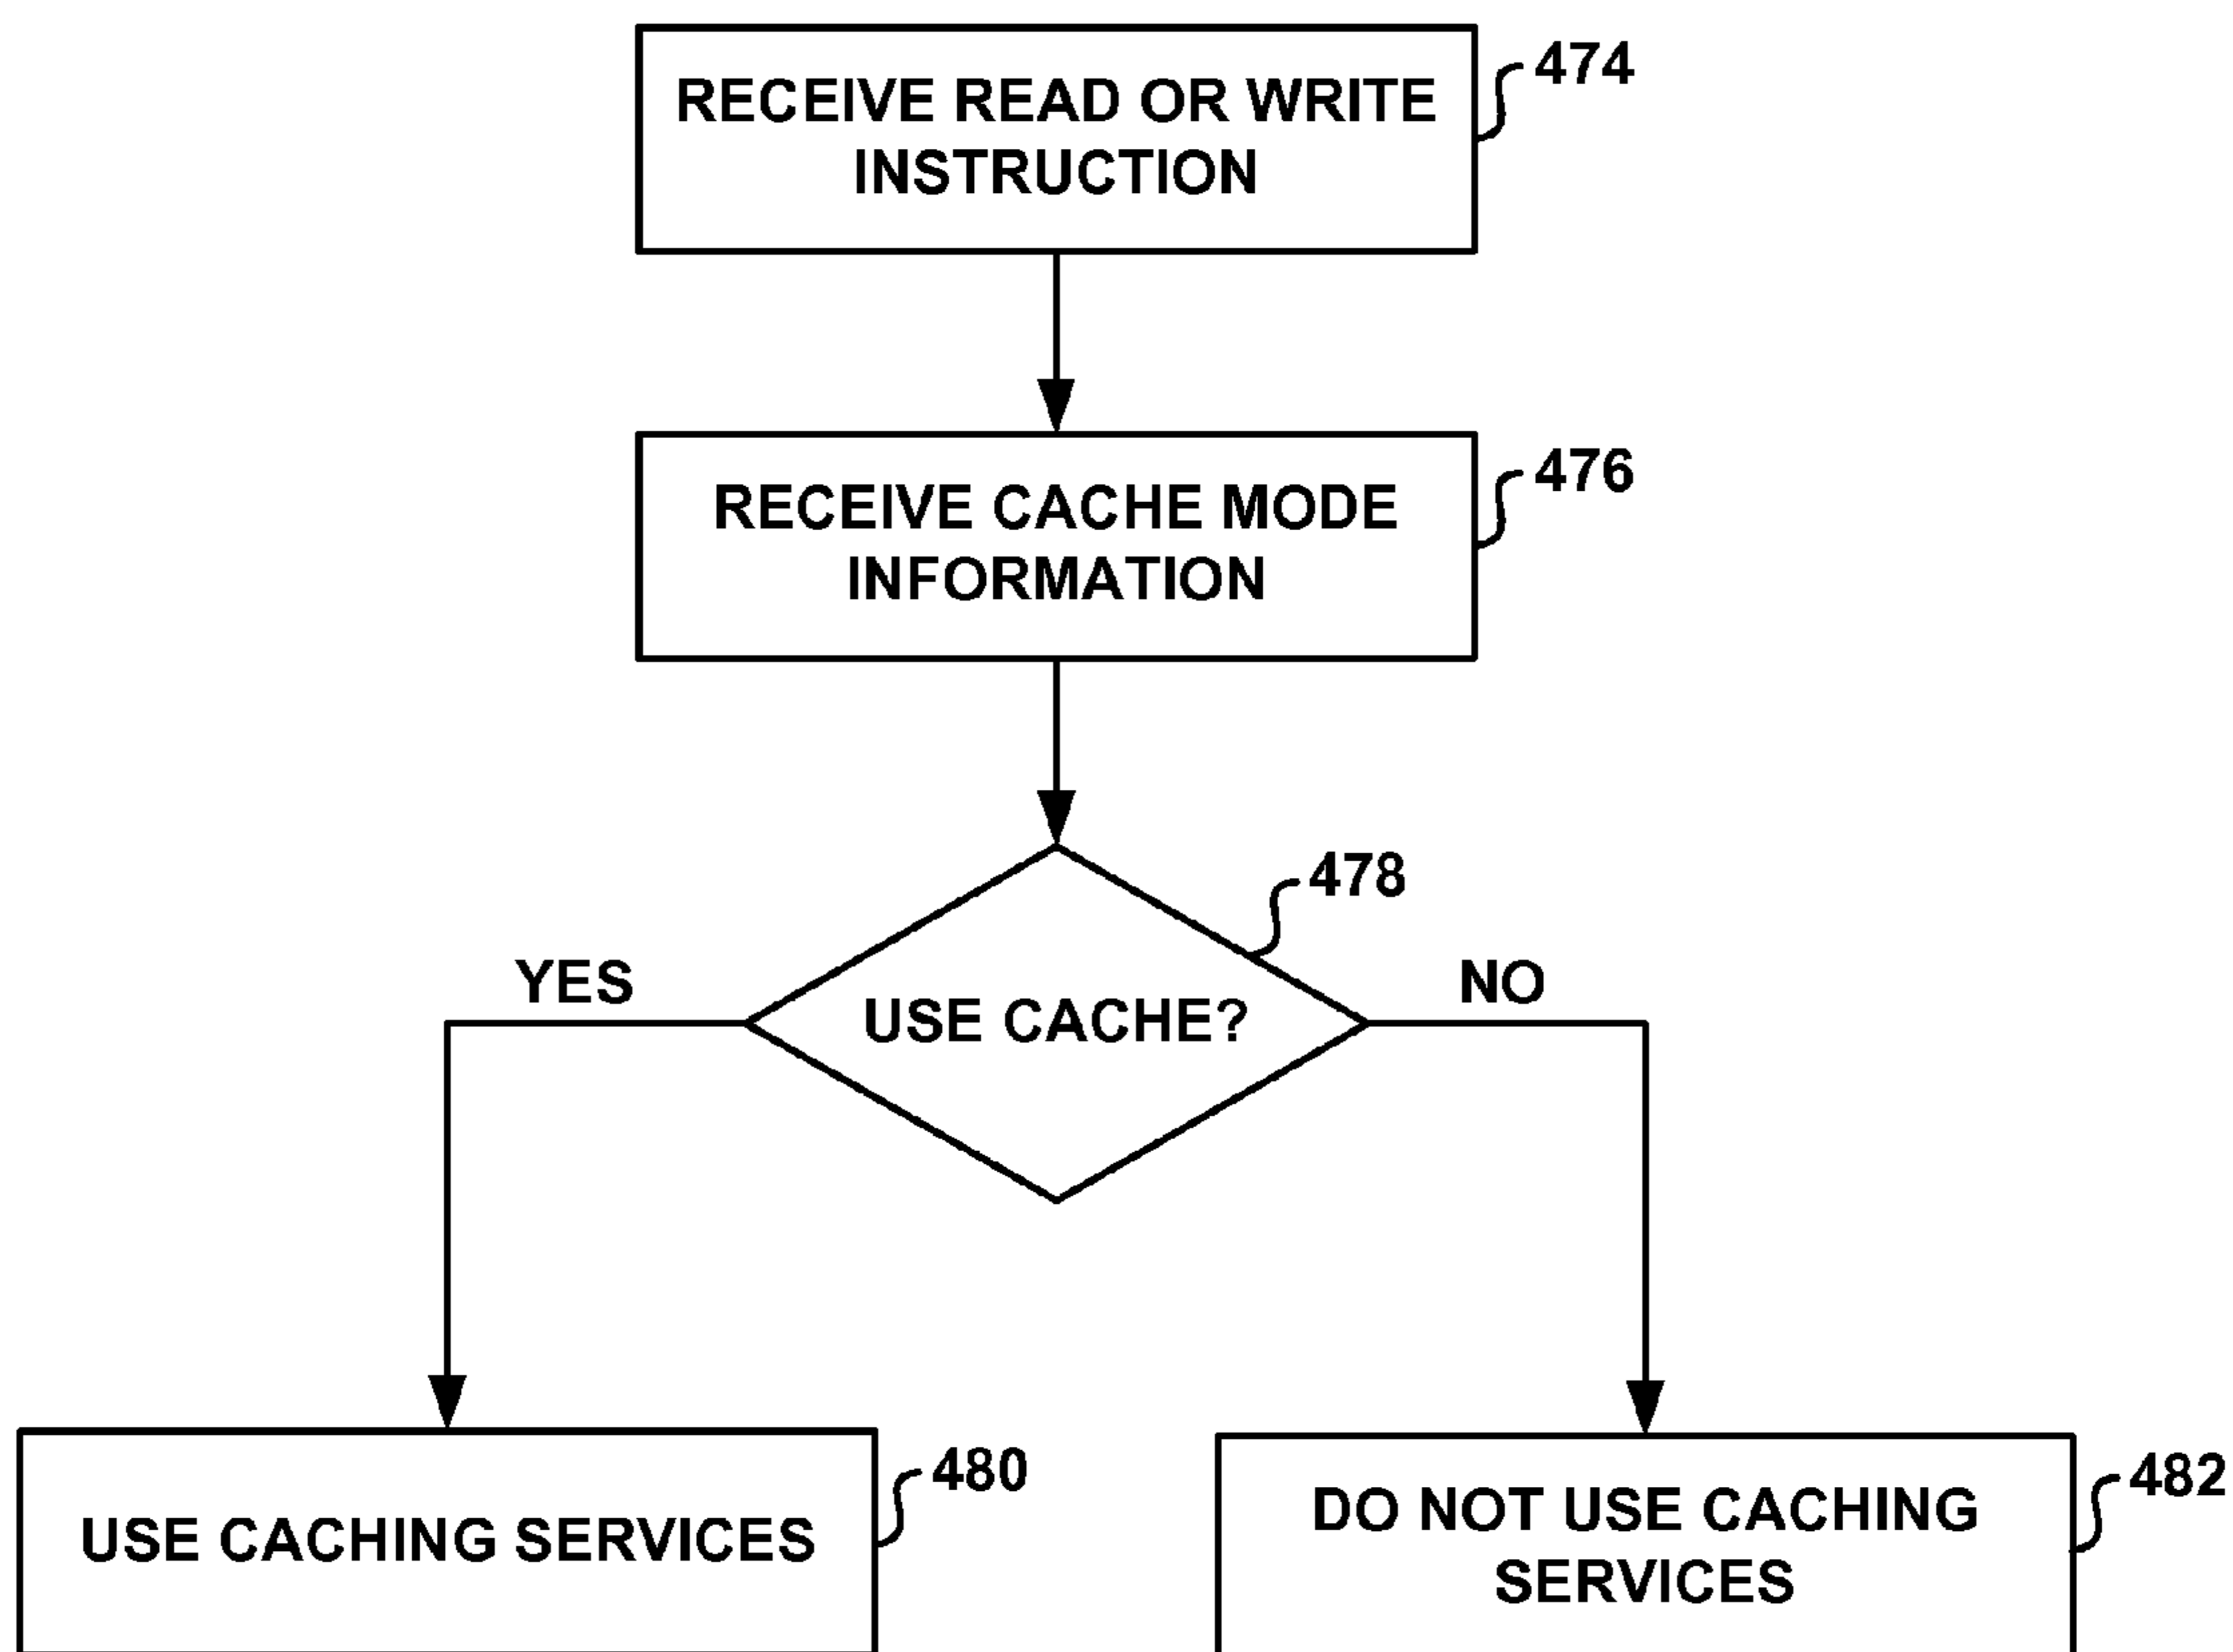 RECEIVE READ OR WRITE
INSTRUCTION
474
RECEIVE CACHE MODE
INFORMATION
476
478
YES
USE CACHE?
NO
USE CACHING SERVICES
480
DO NOT USE CACHING
SERVICES
482